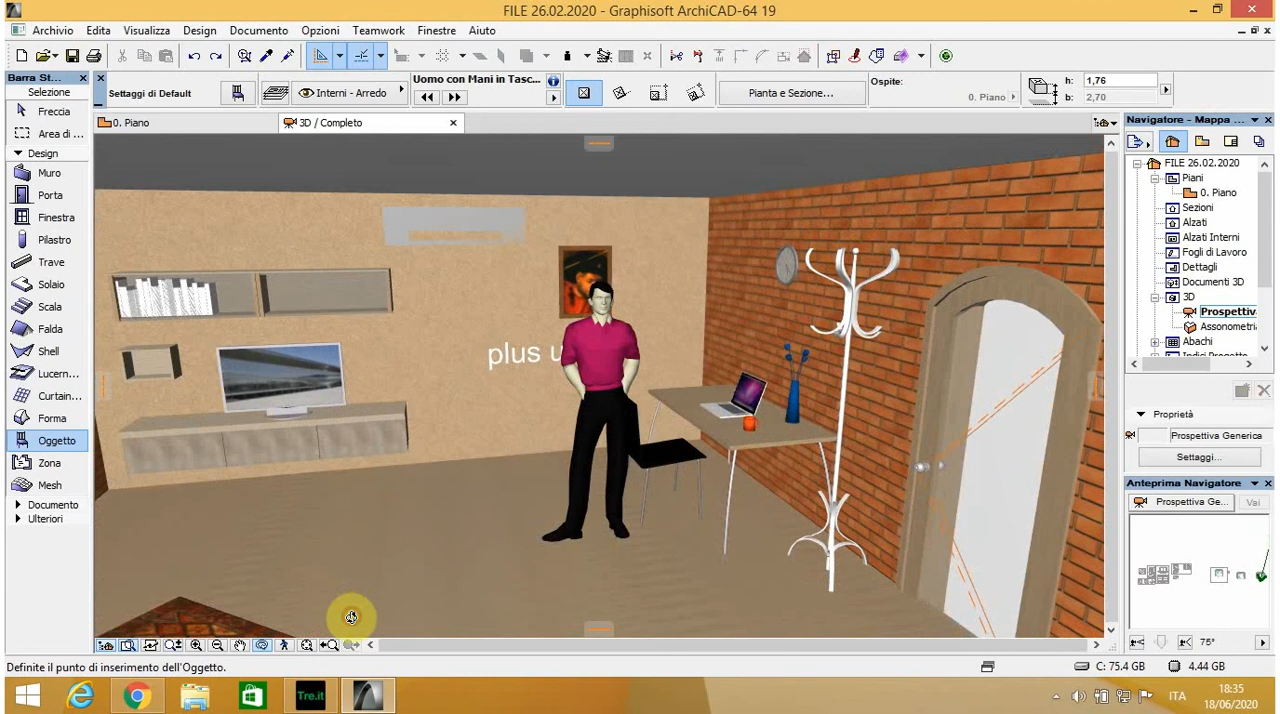 FILE 26.02.2020 - Graphisoft ArchiCAD-64 19
Archivio Edita Visualizza Design Documento Opzioni Teamwork Finestre Aiuto
Barra St...
Selezione
Freccia
Area di ...
Design
Muro
Porta
Finestra
Pilastro
Trave
Solaio
Scala
Falda
Shell
Lucern...
Curtain...
Forma
Oggetto
Zona
Mesh
Documento
Ulteriori
Settaggi di Default
Interni - Arredo
Uomo con Mani in Tasc...
Pianta e Sezione...
Ospite:
0. Piano
h: 1,76
b: 2,70
0. Piano
3D / Completo
plus u
Navigatore - Mappa ...
FILE 26.02.2020
Piani
0. Piano
Sezioni
Alzati
Alzati Interni
Fogli di Lavoro
Dettagli
Documenti 3D
3D
Prospettiv
Assonometri
Abachi
Indici Progetto
Proprietà
Prospettiva Generica
Settaggi...
Anteprima Navigatore
Prospettiva Ge...
Vai
75°
Definite il punto di inserimento dell'Oggetto.
C: 75.4 GB
4.44 GB
Tre.it
ITA
18:35
18/06/2020